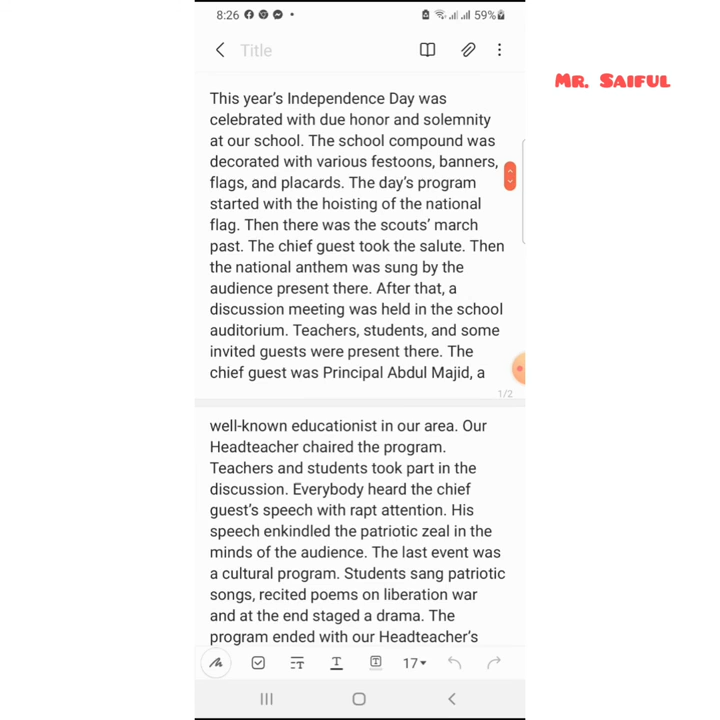 8:26
59%
Title
MR. SAIFUL
This year's Independence Day was
celebrated with due honor and solemnity
at our school. The school compound was
decorated with various festoons, banners,
flags, and placards. The day's program
started with the hoisting of the national
flag. Then there was the scouts' march
past. The chief guest took the salute. Then
the national anthem was sung by the
audience present there. After that, a
discussion meeting was held in the school
auditorium. Teachers, students, and some
invited guests were present there. The
chief guest was Principal Abdul Majid, a
1/2
well-known educationist in our area. Our
Headteacher chaired the program.
Teachers and students took part in the
discussion. Everybody heard the chief
guest's speech with rapt attention. His
speech enkindled the patriotic zeal in the
minds of the audience. The last event was
a cultural program. Students sang patriotic
songs, recited poems on liberation war
and at the end staged a drama. The
program ended with our Headteacher's
17